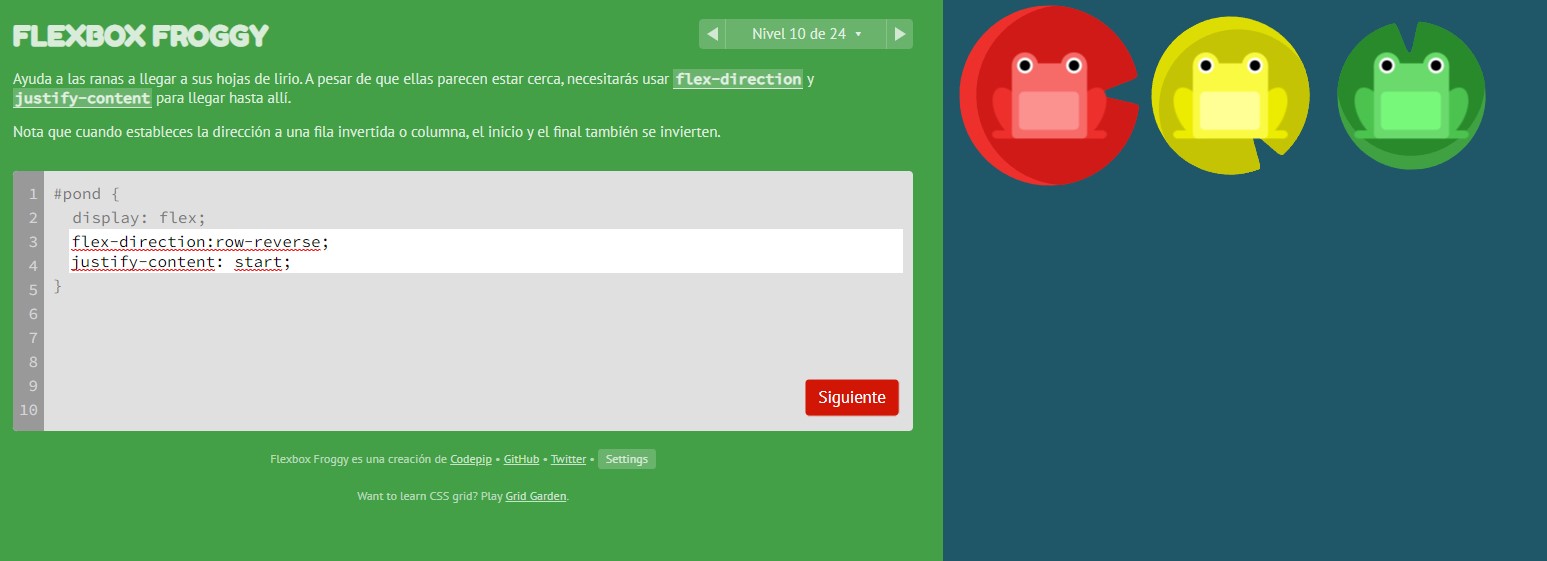 FLEXBOX FROGGY
Nivel 10 de 24
Ayuda a las ranas a llegar a sus hojas de lirio. A pesar de que ellas parecen estar cerca, necesitarás usar flex-direction y
justify-content para llegar hasta allí.
Nota que cuando estableces la dirección a una fila invertida o columna, el inicio y el final también se invierten.
1 #pond {
2 display: flex;
3 flex-direction:row-reverse;
4 justify-content: start;
5 }
6
7
8
9
10
Siguiente
Flexbox Froggy es una creación de Codepip • GitHub • Twitter • Settings
Want to learn CSS grid? Play Grid Garden.